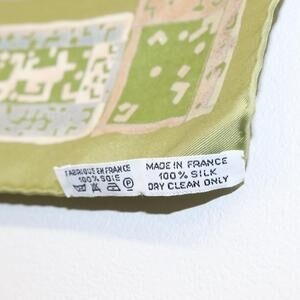 FABRIQUE EN FRANCE
100% SOIE
MADE IN FRANCE
100% SILK
DRY CLEAN ONLY